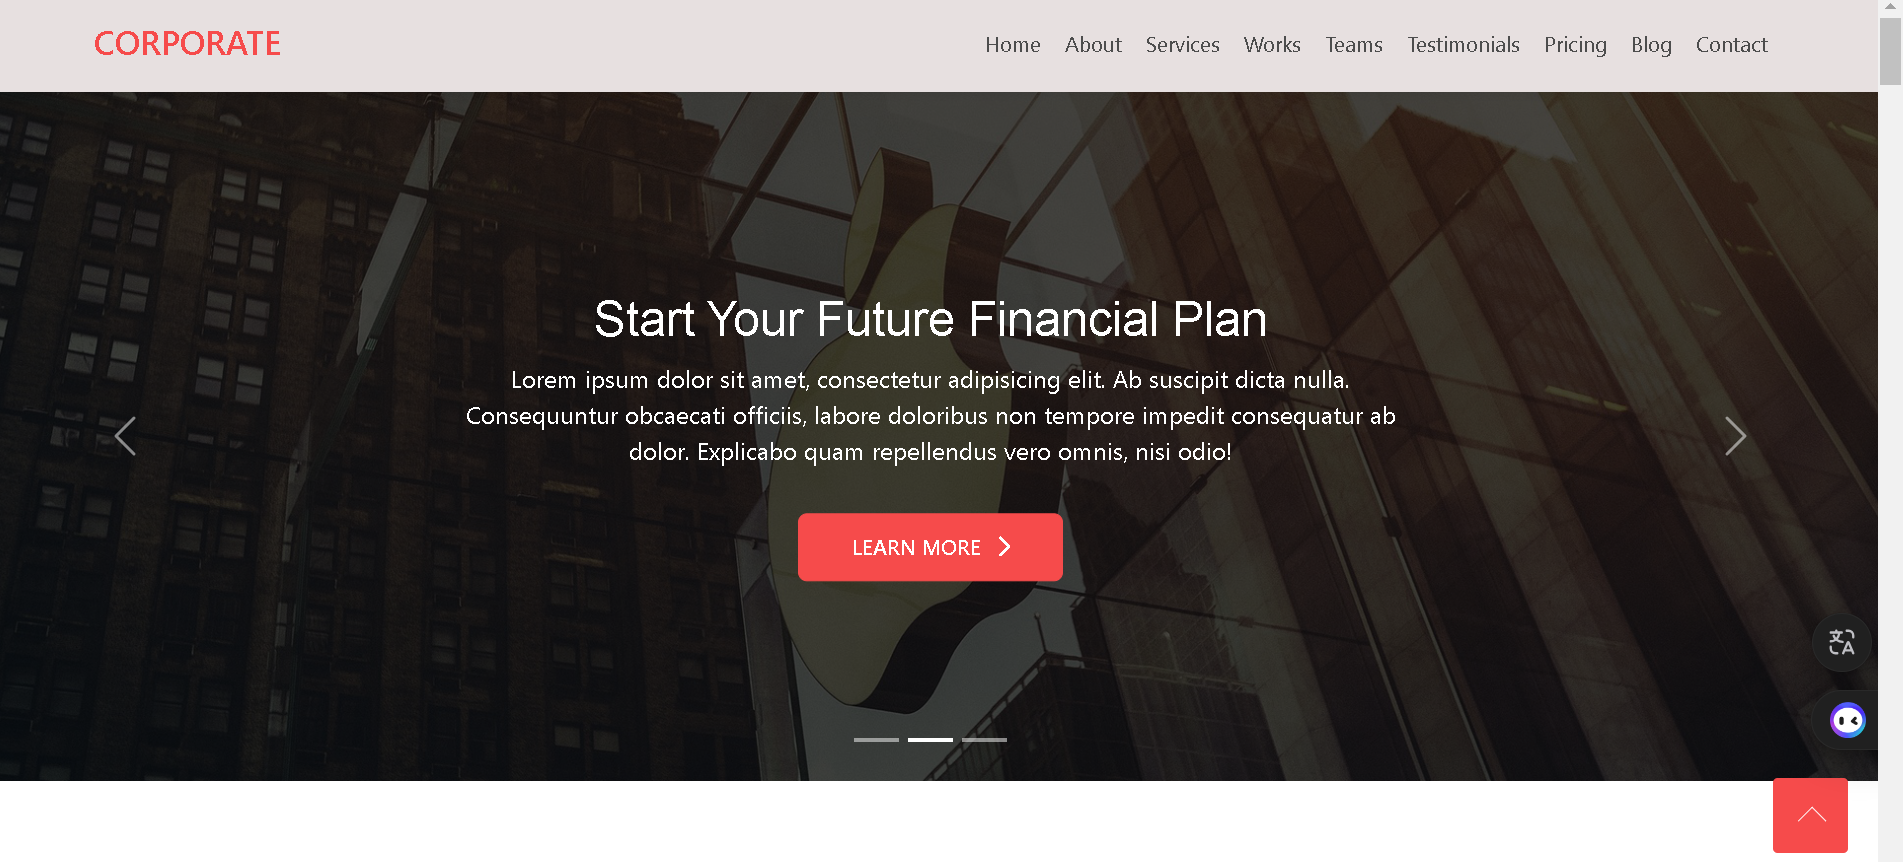 CORPORATE
Home About Services Works Teams Testimonials Pricing Blog Contact
Start Your Future Financial Plan
Lorem ipsum dolor sit amet, consectetur adipisicing elit. Ab suscipit dicta nulla.
Consequuntur obcaecati officiis, labore doloribus non tempore impedit consequatur ab
dolor. Explicabo quam repellendus vero omnis, nisi odio!
LEARN MORE
文A